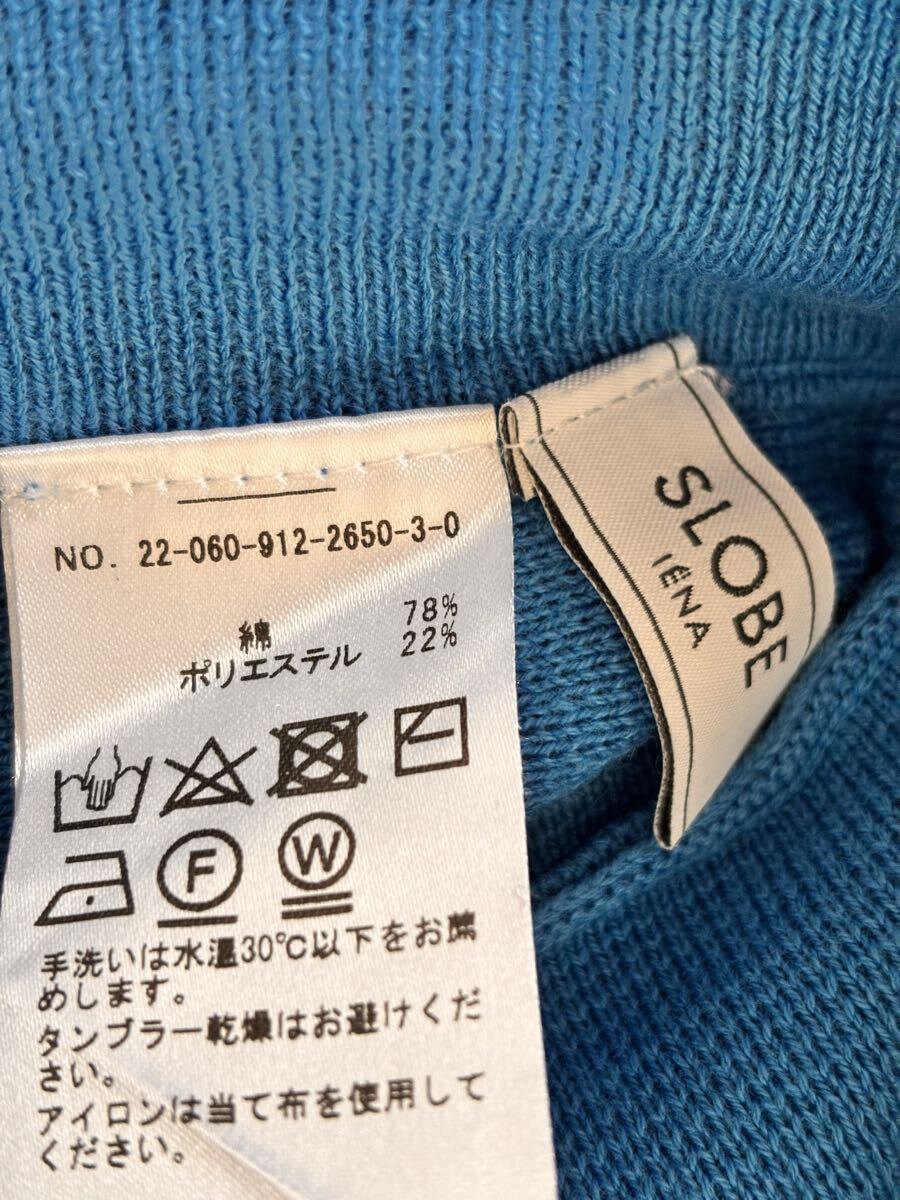 NO. 22-060-912-2650-3-0
綿 78%
ポリエステル 22%
F
W
手洗いは水温30℃以下をお薦
めします。
タンブラー乾燥はお避けくだ
さい。
アイロンは当て布を使用して
ください。
SLOBE
IÉNA